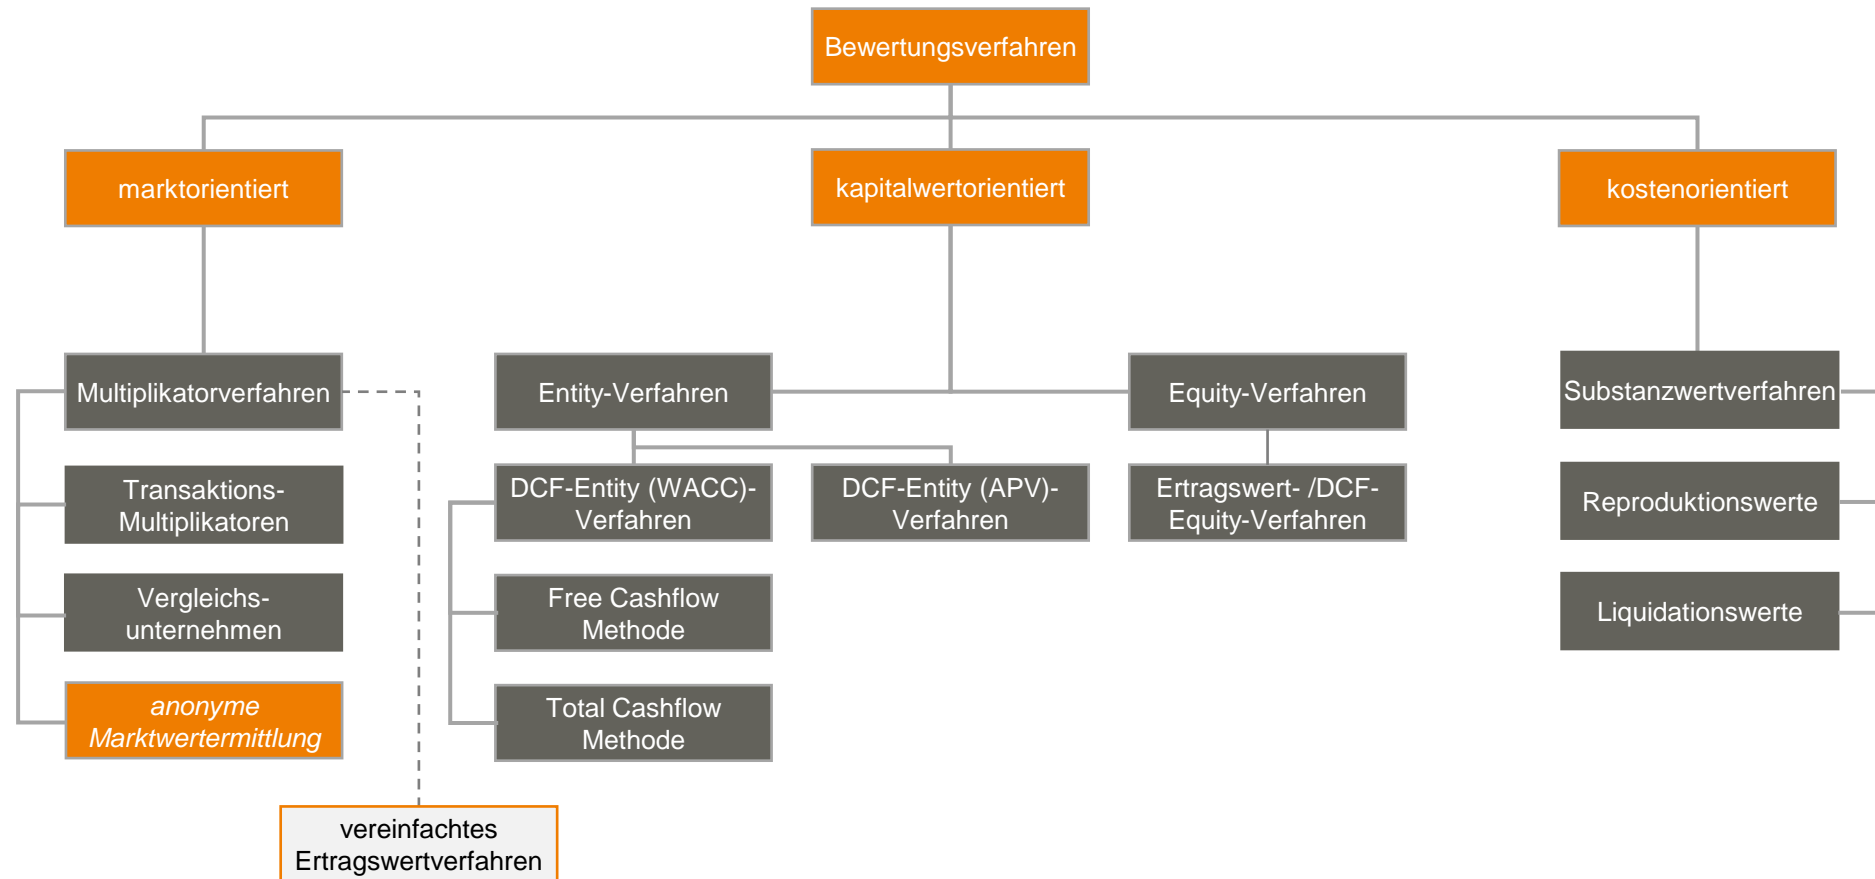 Bewertungsverfahren
marktorientiert
kapitalwertorientiert
kostenorientiert
Multiplikatorverfahren
Entity-Verfahren
Equity-Verfahren
Substanzwertverfahren
Transaktions-
Multiplikatoren
DCF-Entity (WACC)-
Verfahren
DCF-Entity (APV)-
Verfahren
Ertragswert- /DCF-
Equity-Verfahren
Reproduktionswerte
Vergleichs-
unternehmen
Free Cashflow
Methode
Liquidationswerte
anonyme
Marktwertermittlung
Total Cashflow
Methode
vereinfachtes
Ertragswertverfahren